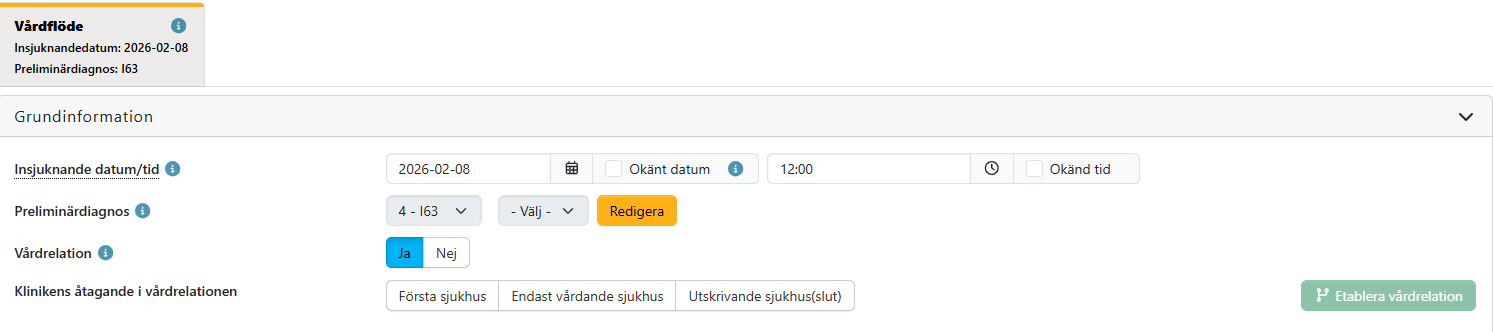 Vårdflöde
Insjuknandedatum: 2026-02-08
Preliminärdiagnos: I63
Grundinformation
Insjuknande datum/tid 2026-02-08 Okänt datum 12:00 Okänd tid
Preliminärdiagnos 4 - I63 - Välj - Redigera
Vårdrelation Ja Nej
Klinikens åtagande i vårdrelationen Första sjukhus Endast vårdande sjukhus Utskrivande sjukhus(slut) Etablera vårdrelation